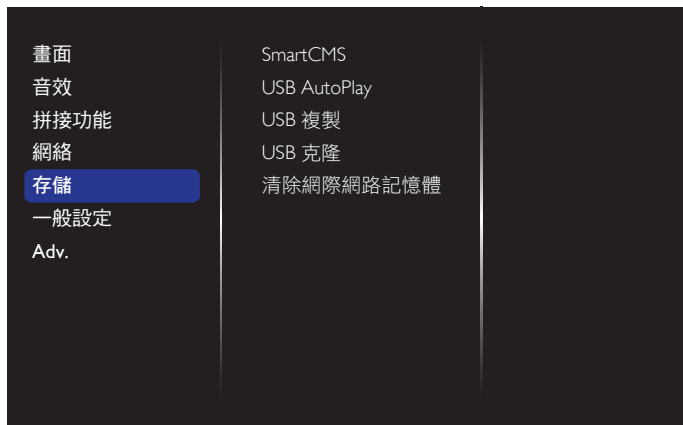 畫面
音效
拼接功能
網絡
存儲
一般設定
Adv.
SmartCMS
USB AutoPlay
USB 複製
USB 克隆
清除網際網路記憶體